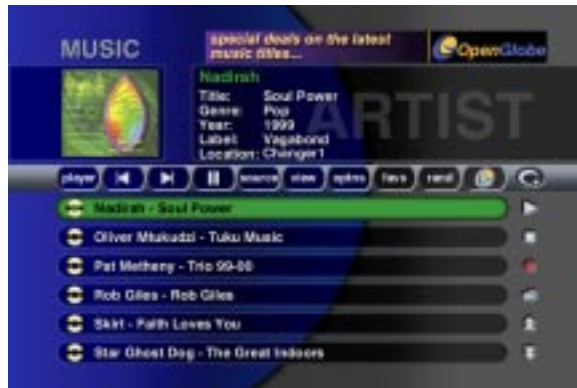 MUSIC
special deals on the latest
music titles...
OpenGlobe
ARTIST
Nadirah
Title: Soul Power
Genre: Pop
Year: 1999
Label: Vagabond
Location: Changer1
player source view optns favs rand
Nadirah - Soul Power
Oliver Mtukudzi - Tuku Music
Pat Metheny - Trio 99-00
Rob Giles - Rob Giles
Skirt - Faith Loves You
Star Ghost Dog - The Great Indoors